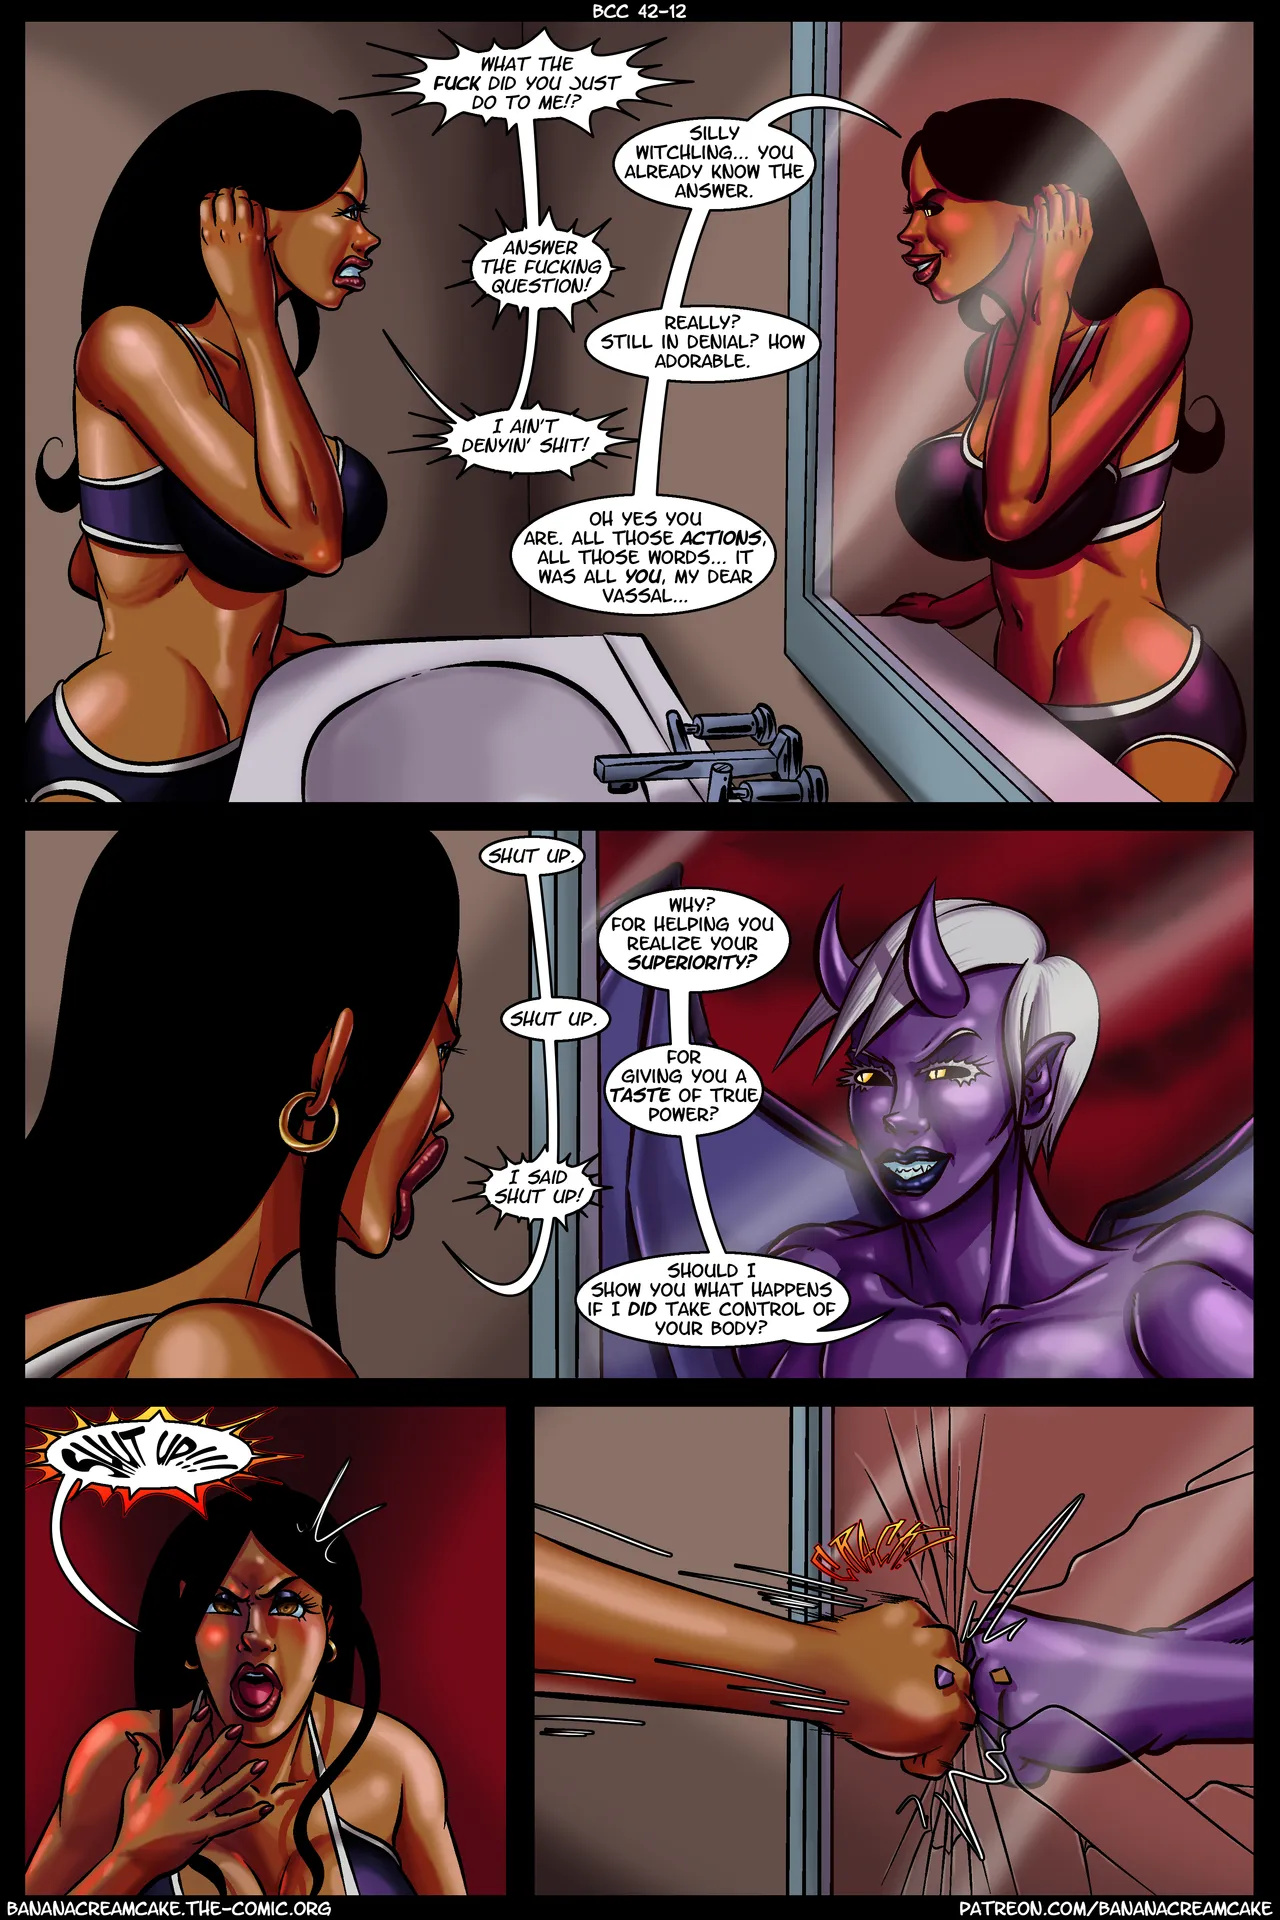 BCC 42-12
WHAT THE
FUCK DID YOU JUST
DO TO ME!?
SILLY
WITCHLING... YOU
ALREADY KNOW THE
ANSWER.
ANSWER
THE FUCKING
QUESTION!
REALLY?
STILL IN DENIAL? HOW
ADORABLE.
I AIN'T
DENYIN' SHIT!
OH YES YOU
ARE. ALL THOSE ACTIONS,
ALL THOSE WORDS... IT
WAS ALL YOU, MY DEAR
VASSAL...
SHUT UP.
WHY?
FOR HELPING YOU
REALIZE YOUR
SUPERIORITY?
SHUT UP.
FOR
GIVING YOU A
TASTE OF TRUE
POWER?
I SAID
SHUT UP!
SHOULD I
SHOW YOU WHAT HAPPENS
IF I DID TAKE CONTROL OF
YOUR BODY?
SHUT UP!!!!
CRACK
BANANACREAMCAKE.THE-COMIC.ORG
PATREON.COM/BANANACREAMCAKE